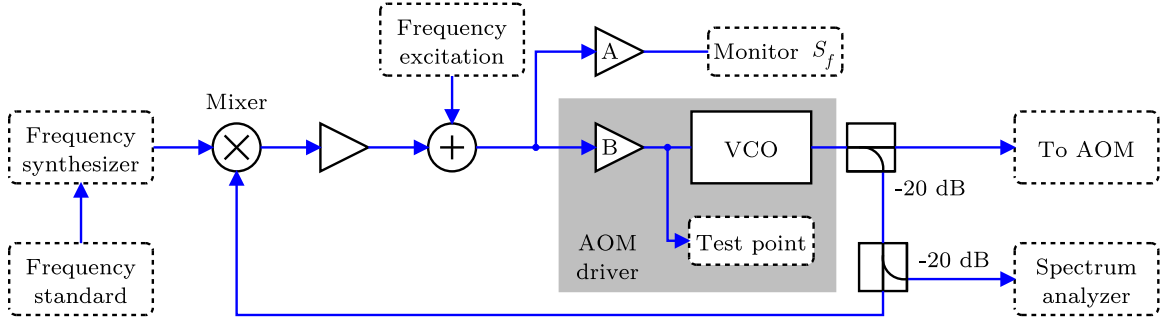 Frequency
excitation
A
Monitor S_f
Mixer
Frequency
synthesizer
B
VCO
To AOM
-20 dB
AOM
driver
Test point
-20 dB
Frequency
standard
Spectrum
analyzer